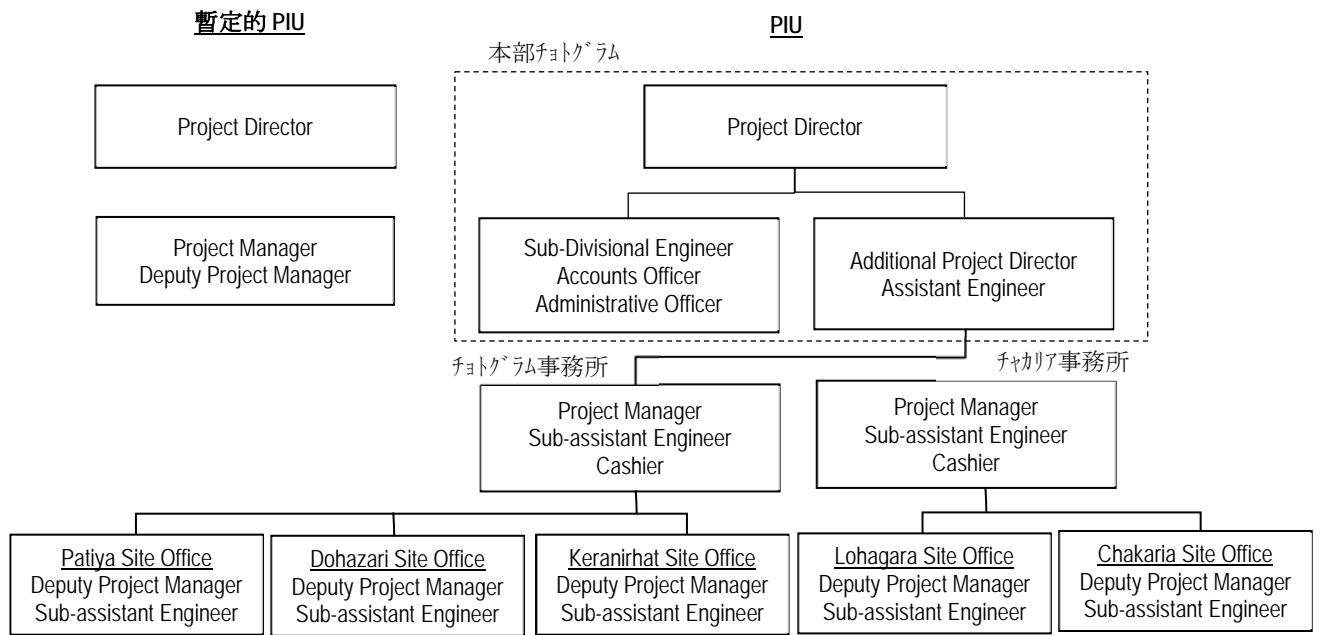 暫定的 PIU
PIU
本部ﾁｮﾄｸﾞﾗﾑ
Project Director
Project Director
Project Manager
Deputy Project Manager
Sub-Divisional Engineer
Accounts Officer
Administrative Officer
Additional Project Director
Assistant Engineer
ﾁｮﾄｸﾞﾗﾑ事務所
ﾁｬｶﾘｱ事務所
Project Manager
Sub-assistant Engineer
Cashier
Project Manager
Sub-assistant Engineer
Cashier
Patiya Site Office
Deputy Project Manager
Sub-assistant Engineer
Dohazari Site Office
Deputy Project Manager
Sub-assistant Engineer
Keranirhat Site Office
Deputy Project Manager
Sub-assistant Engineer
Lohagara Site Office
Deputy Project Manager
Sub-assistant Engineer
Chakaria Site Office
Deputy Project Manager
Sub-assistant Engineer